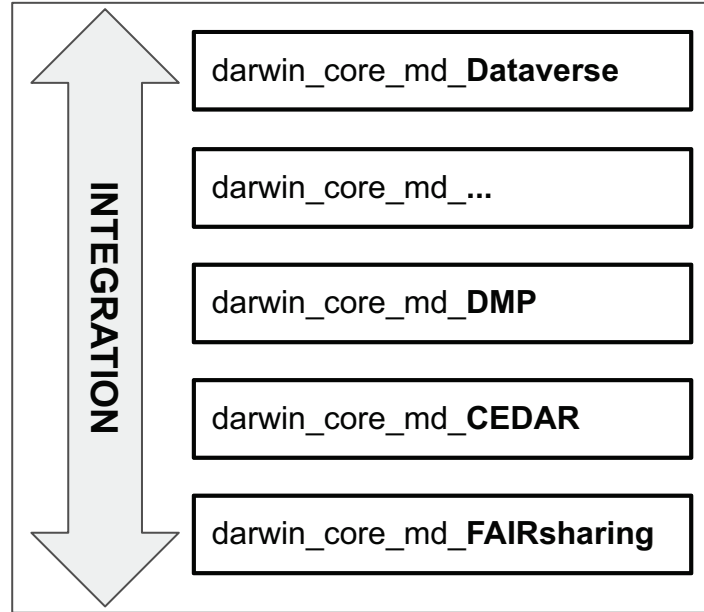 INTEGRATION
darwin_core_md_Dataverse
darwin_core_md_...
darwin_core_md_DMP
darwin_core_md_CEDAR
darwin_core_md_FAIRsharing